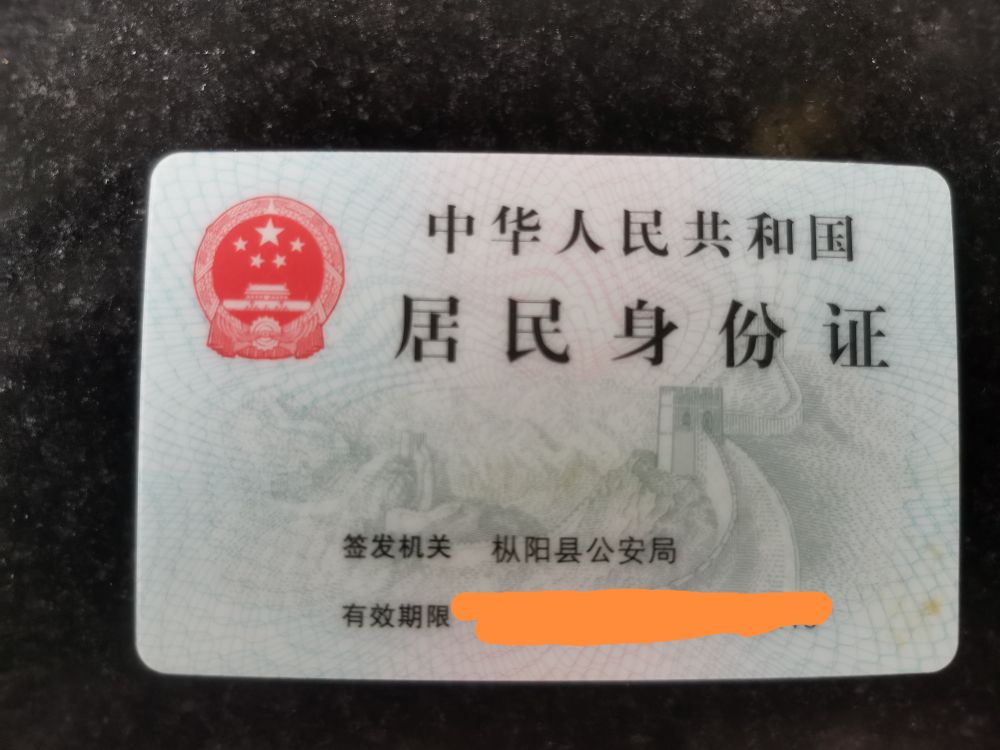 中华人民共和国
居民身份证
签发机关 枞阳县公安局
有效期限